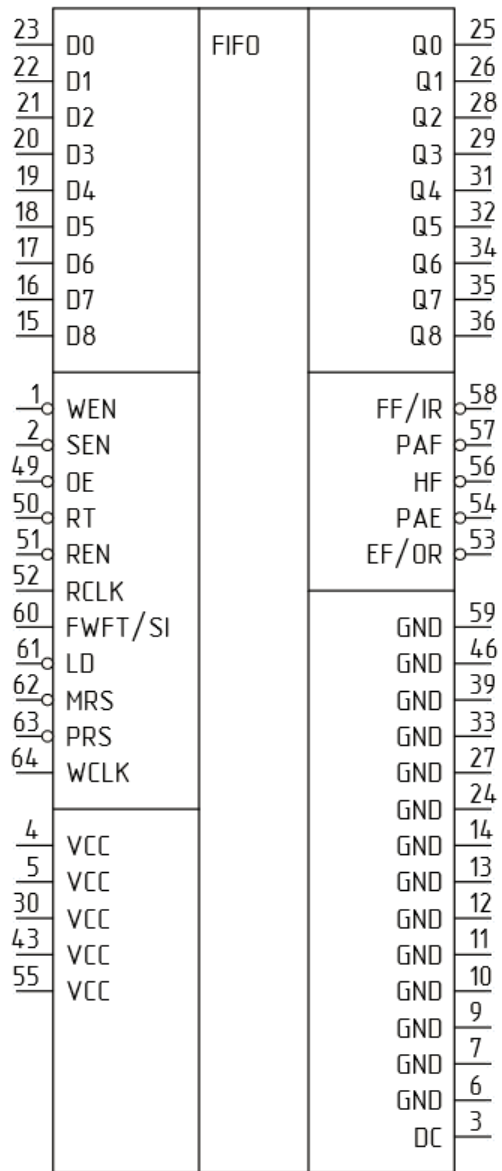 23 D0 FIFO Q0 25
22 D1 Q1 26
21 D2 Q2 28
20 D3 Q3 29
19 D4 Q4 31
18 D5 Q5 32
17 D6 Q6 34
16 D7 Q7 35
15 D8 Q8 36
1 WEN FF/IR 58
2 SEN PAF 57
49 OE HF 56
50 RT PAE 54
51 REN EF/OR 53
52 RCLK
60 FWFT/SI GND 59
61 LD GND 46
62 MRS GND 39
63 PRS GND 33
64 WCLK GND 27
GND 24
4 VCC GND 14
5 VCC GND 13
30 VCC GND 12
43 VCC GND 11
55 VCC GND 10
GND 9
GND 7
GND 6
DC 3